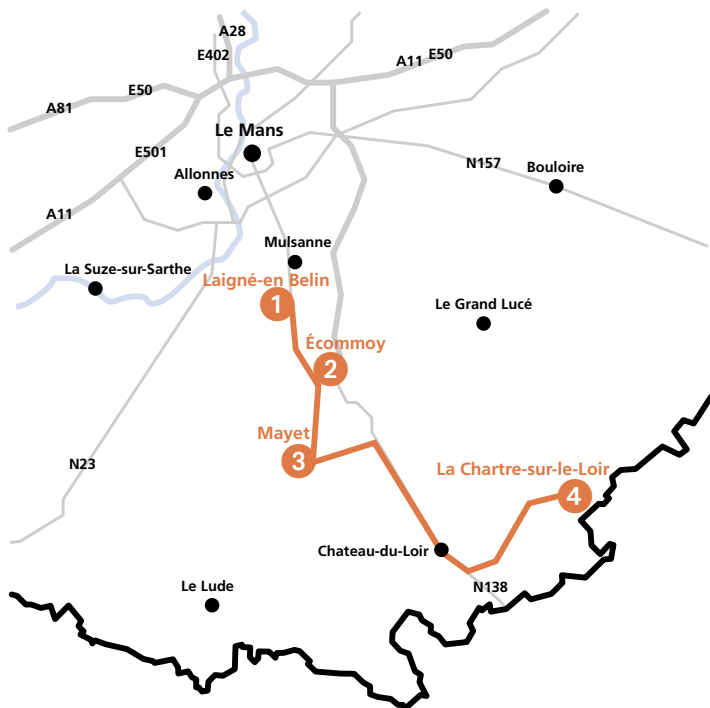 A28
E402
A11
E50
E50
A81
Le Mans
E501
N157
Bouloire
Allonnes
A11
Mulsanne
La Suze-sur-Sarthe
Laigné-en Belin
1
Le Grand Lucé
Écommoy
2
Mayet
3
N23
La Chartre-sur-le-Loir
4
Chateau-du-Loir
Le Lude
N138